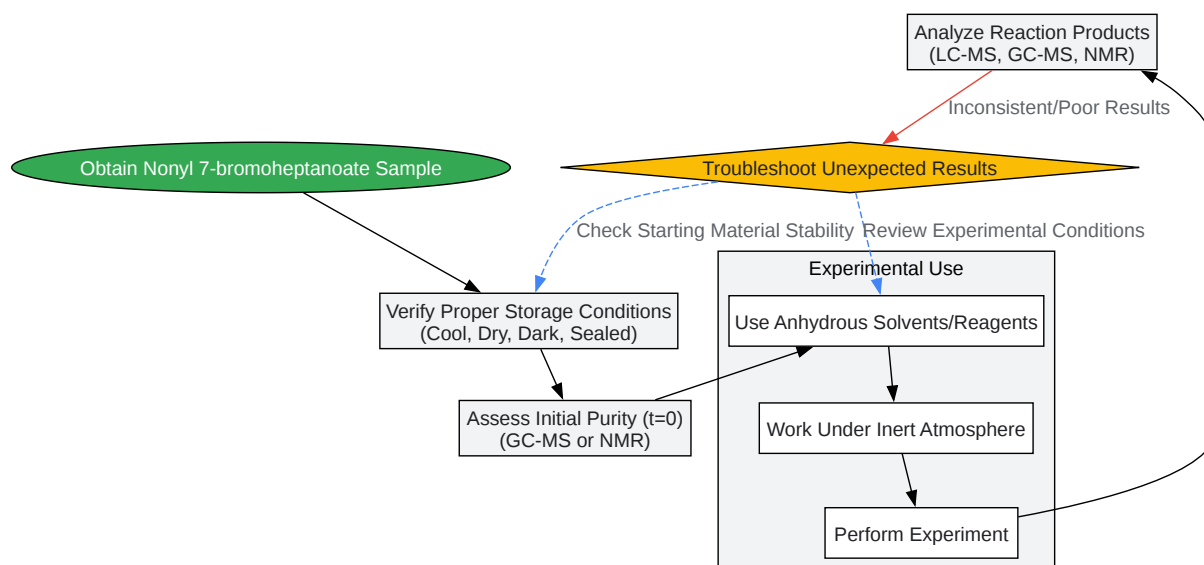 Analyze Reaction Products
(LC-MS, GC-MS, NMR)
Inconsistent/Poor Results
Obtain Nonyl 7-bromoheptanoate Sample
Troubleshoot Unexpected Results
Check Starting Material Stability
Review Experimental Conditions
Experimental Use
Verify Proper Storage Conditions
(Cool, Dry, Dark, Sealed)
Use Anhydrous Solvents/Reagents
Assess Initial Purity (t=0)
(GC-MS or NMR)
Work Under Inert Atmosphere
Perform Experiment